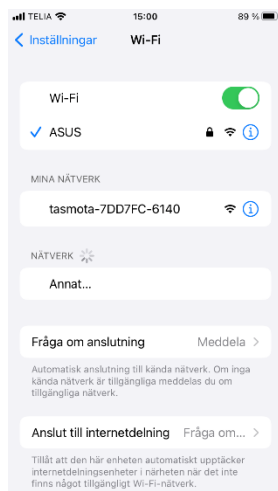 TELIA 15:00 89 %
Inställningar Wi-Fi
Wi-Fi
ASUS
MINA NÄTVERK
tasmota-7DD7FC-6140
NÄTVERK
Annat...
Fråga om anslutning Meddela
Automatisk anslutning till kända nätverk. Om inga
kända nätverk är tillgängliga meddelas du om
tillgängliga nätverk.
Anslut till internetdelning Fråga om...
Tillåt att den här enheten automatiskt upptäcker
internetdelningsenheter i närheten när det inte
finns något tillgängligt Wi-Fi-nätverk.